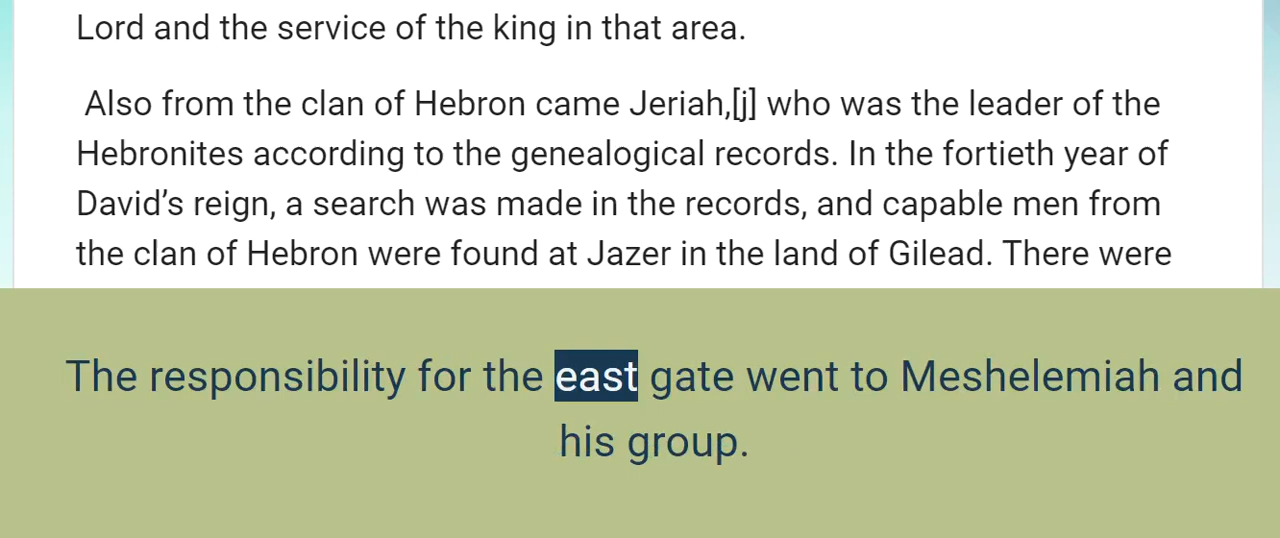 Lord and the service of the king in that area.
Also from the clan of Hebron came Jeriah,[j] who was the leader of the
Hebronites according to the genealogical records. In the fortieth year of
David’s reign, a search was made in the records, and capable men from
the clan of Hebron were found at Jazer in the land of Gilead. There were
The responsibility for the east gate went to Meshelemiah and
his group.